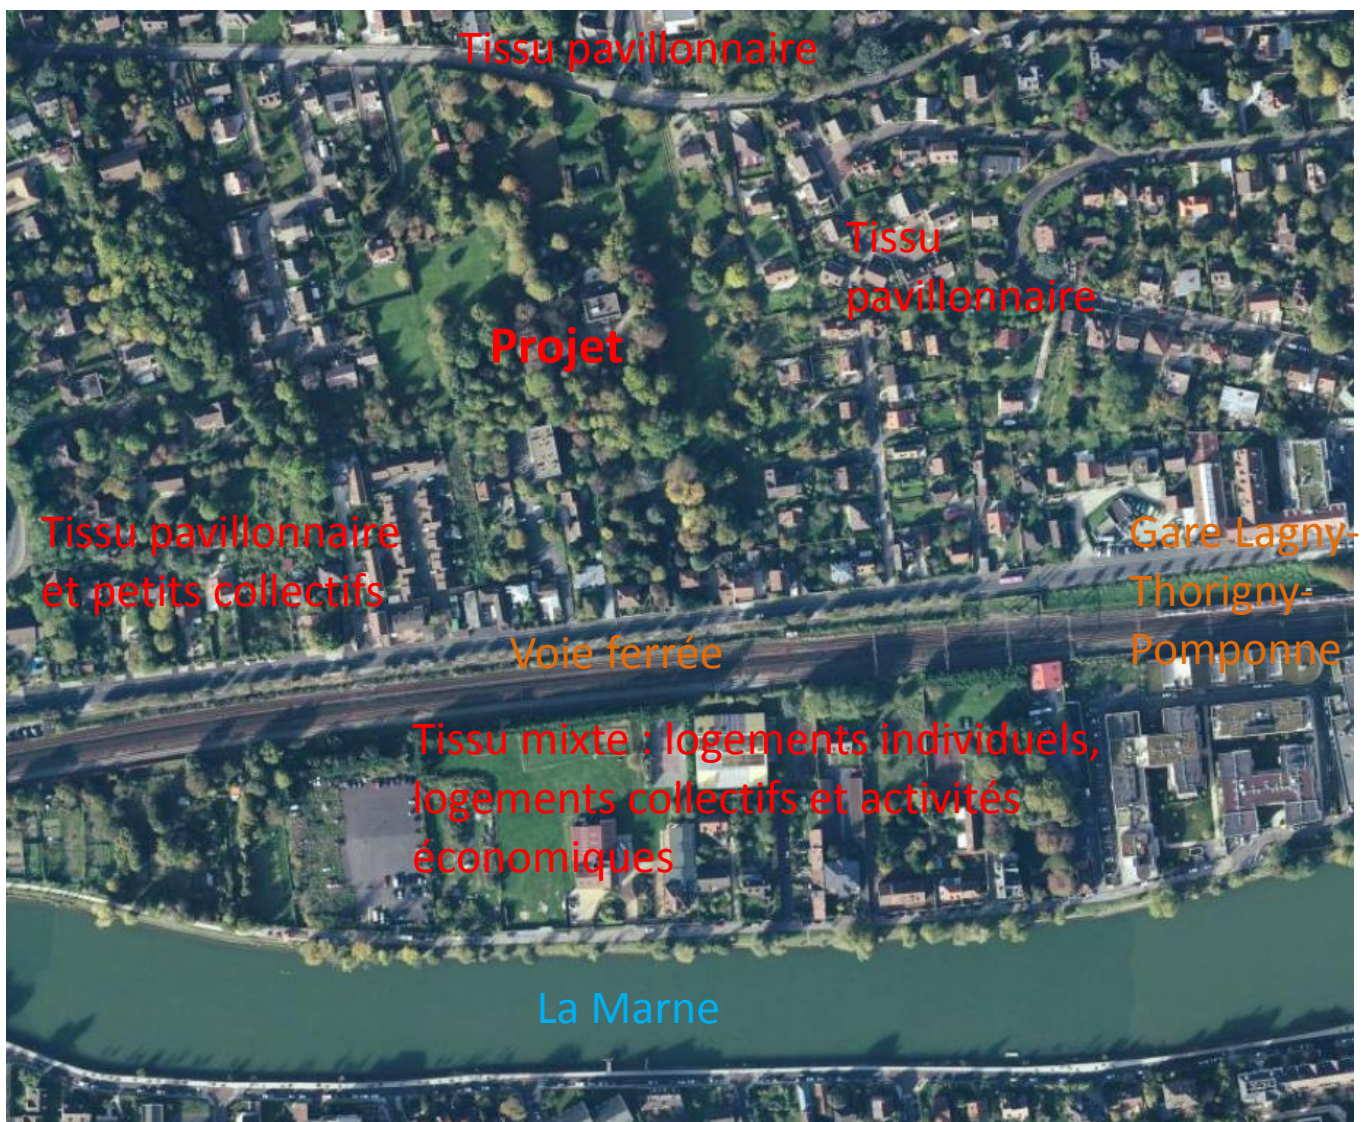 Tissu pavillonnaire
Tissu
pavillonnaire
Projet
Tissu pavillonnaire
et petits collectifs
Gare Lagny-
Thorigny-
Pomponne
Voie ferrée
Tissu mixte : logements individuels,
logements collectifs et activités
économiques
La Marne